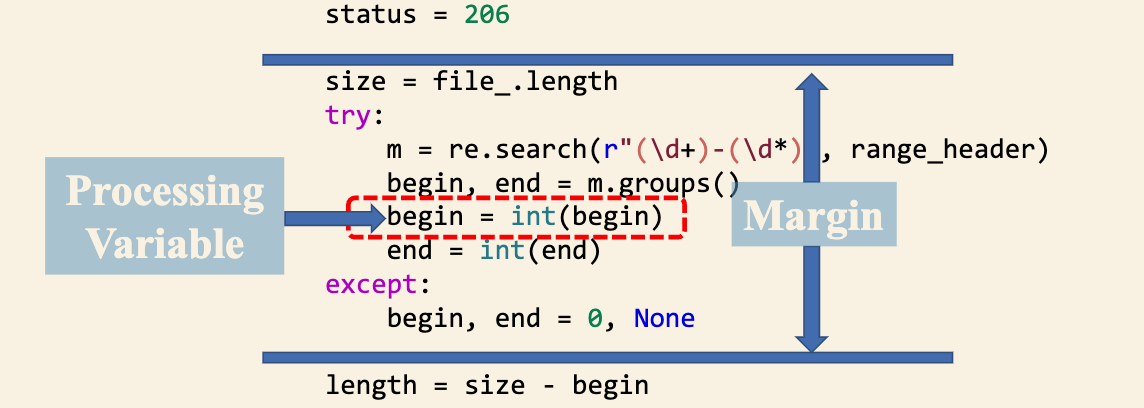 status = 206
size = file_.length
try:
m = re.search(r"(\d+)-(\d*) , range_header)
begin, end = m.groups()
Processing
Variable
begin = int(begin)
Margin
end = int(end)
except:
begin, end = 0, None
length = size - begin